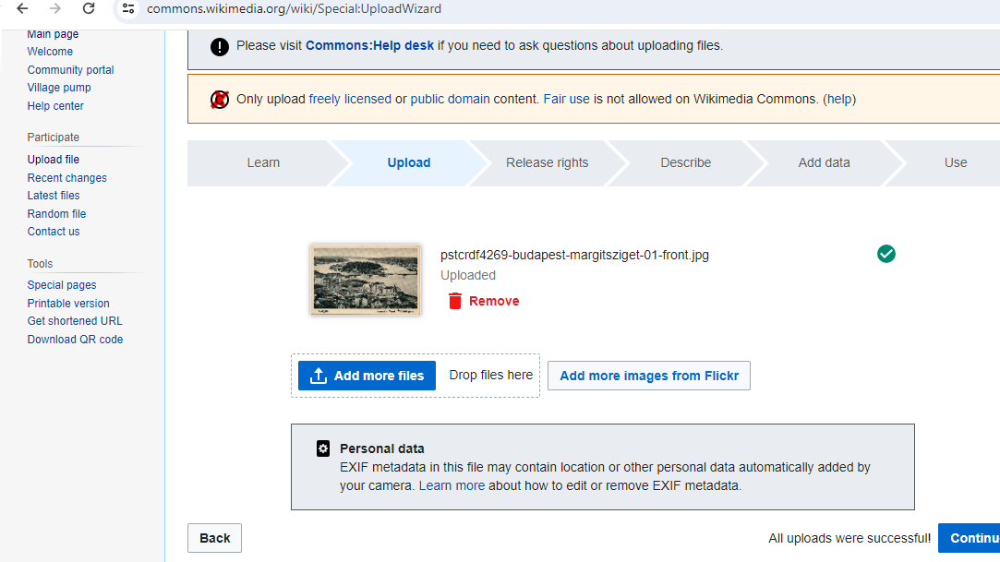 commons.wikimedia.org/wiki/Special:UploadWizard
Main page
Welcome
Community portal
Village pump
Help center
Participate
Upload file
Recent changes
Latest files
Random file
Contact us
Tools
Special pages
Printable version
Get shortened URL
Download QR code
Please visit Commons:Help desk if you need to ask questions about uploading files.
Only upload freely licensed or public domain content. Fair use is not allowed on Wikimedia Commons. (help)
Learn
Upload
Release rights
Describe
Add data
Use
pstcrdf4269-budapest-margitsziget-01-front.jpg
Uploaded
Remove
Add more files
Drop files here
Add more images from Flickr
Personal data
EXIF metadata in this file may contain location or other personal data automatically added by
your camera. Learn more about how to edit or remove EXIF metadata.
Back
All uploads were successful!
Continu